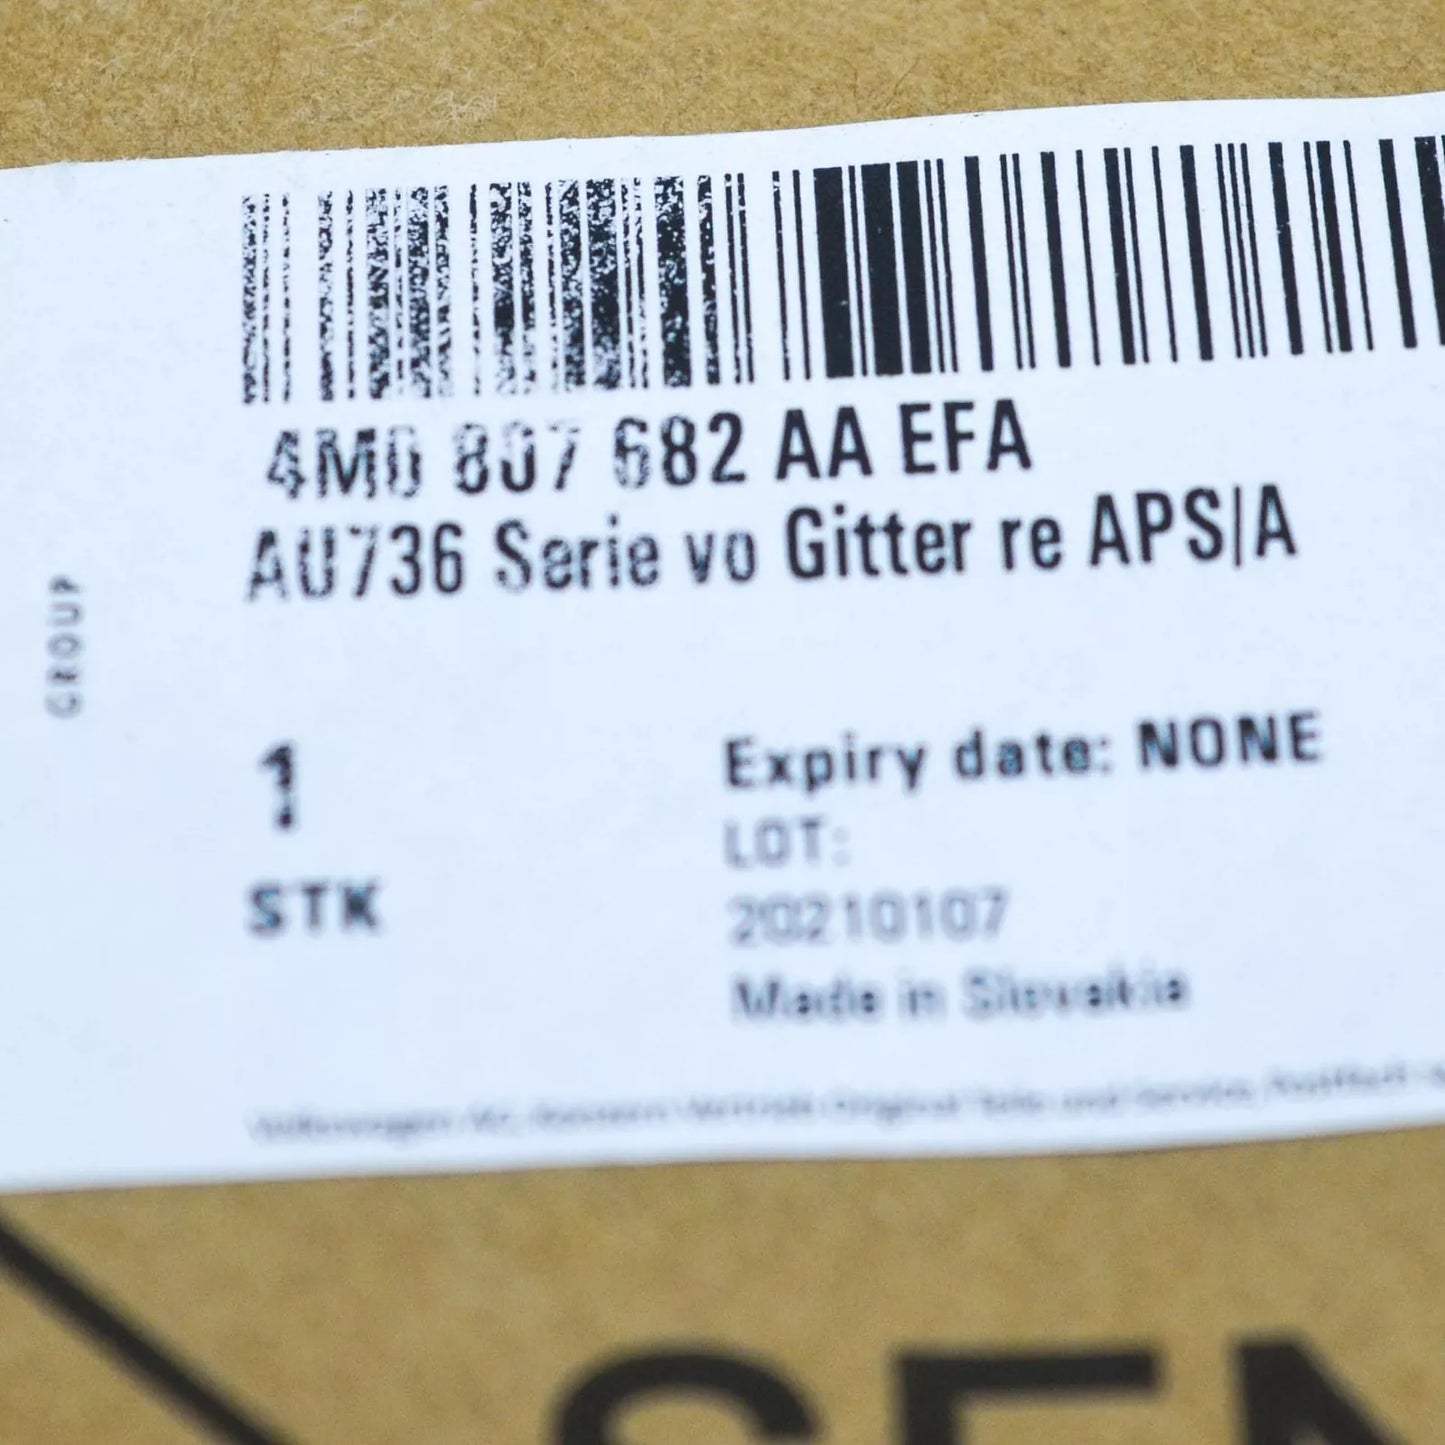 4M0 807 682 AA EFA
AU736 Serie vo Gitter re APS|A
GROUP
1
STK
Expiry date: NONE
LOT:
20210107
Made in Slovakia